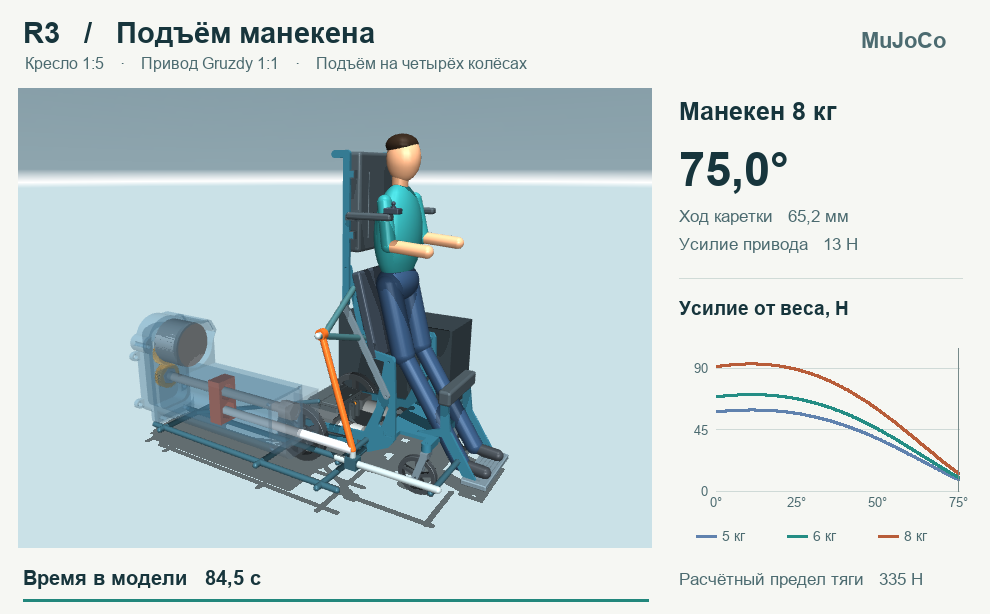 R3 / Подъём манекена
MuJoCo
Кресло 1:5 · Привод Gruzdy 1:1 · Подъём на четырёх колёсах
Манекен 8 кг
75,0°
Ход каретки 65,2 мм
Усилие привода 13 Н
Усилие от веса, Н
90
45
0
0° 25° 50° 75°
5 кг 6 кг 8 кг
Время в модели 84,5 с
Расчётный предел тяги 335 Н